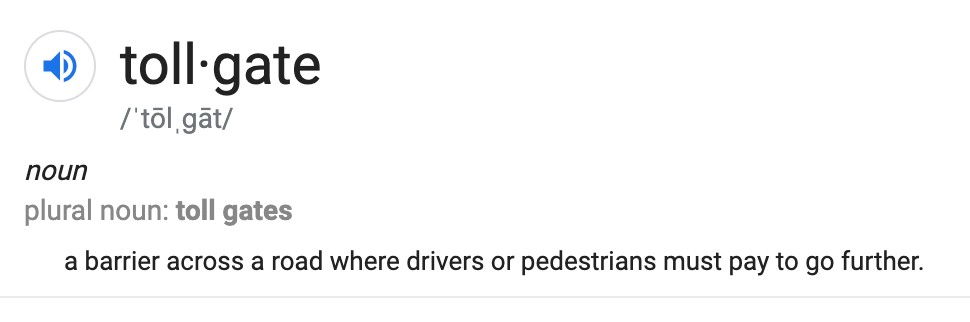 toll·gate
/ˈtōlˌɡāt/
noun
plural noun: toll gates
a barrier across a road where drivers or pedestrians must pay to go further.